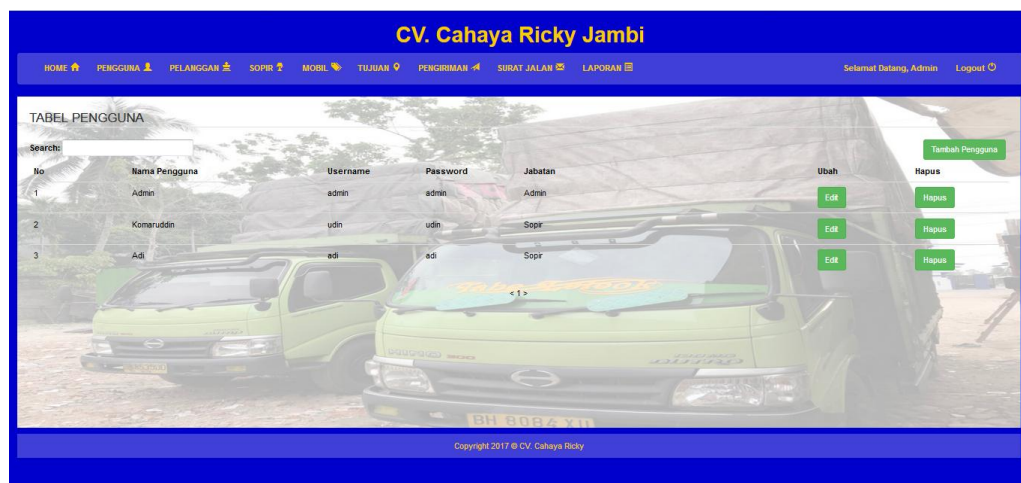 CV. Cahaya Ricky Jambi
HOME PENGGUNA PELANGGAN SOPIR MOBIL TUJUAN PENGIRIMAN SURAT JALAN LAPORAN Selamat Datang, Admin Logout
TABEL PENGGUNA
Search:
Tambah Pengguna
No Nama Pengguna Username Password Jabatan Ubah Hapus
1 Admin admin admin Admin Edit Hapus
2 Komaruddin udin udin Sopir Edit Hapus
3 Adi adi adi Sopir Edit Hapus
< 1 >
BH 8084 XU
Copyright 2017 © CV. Cahaya Ricky